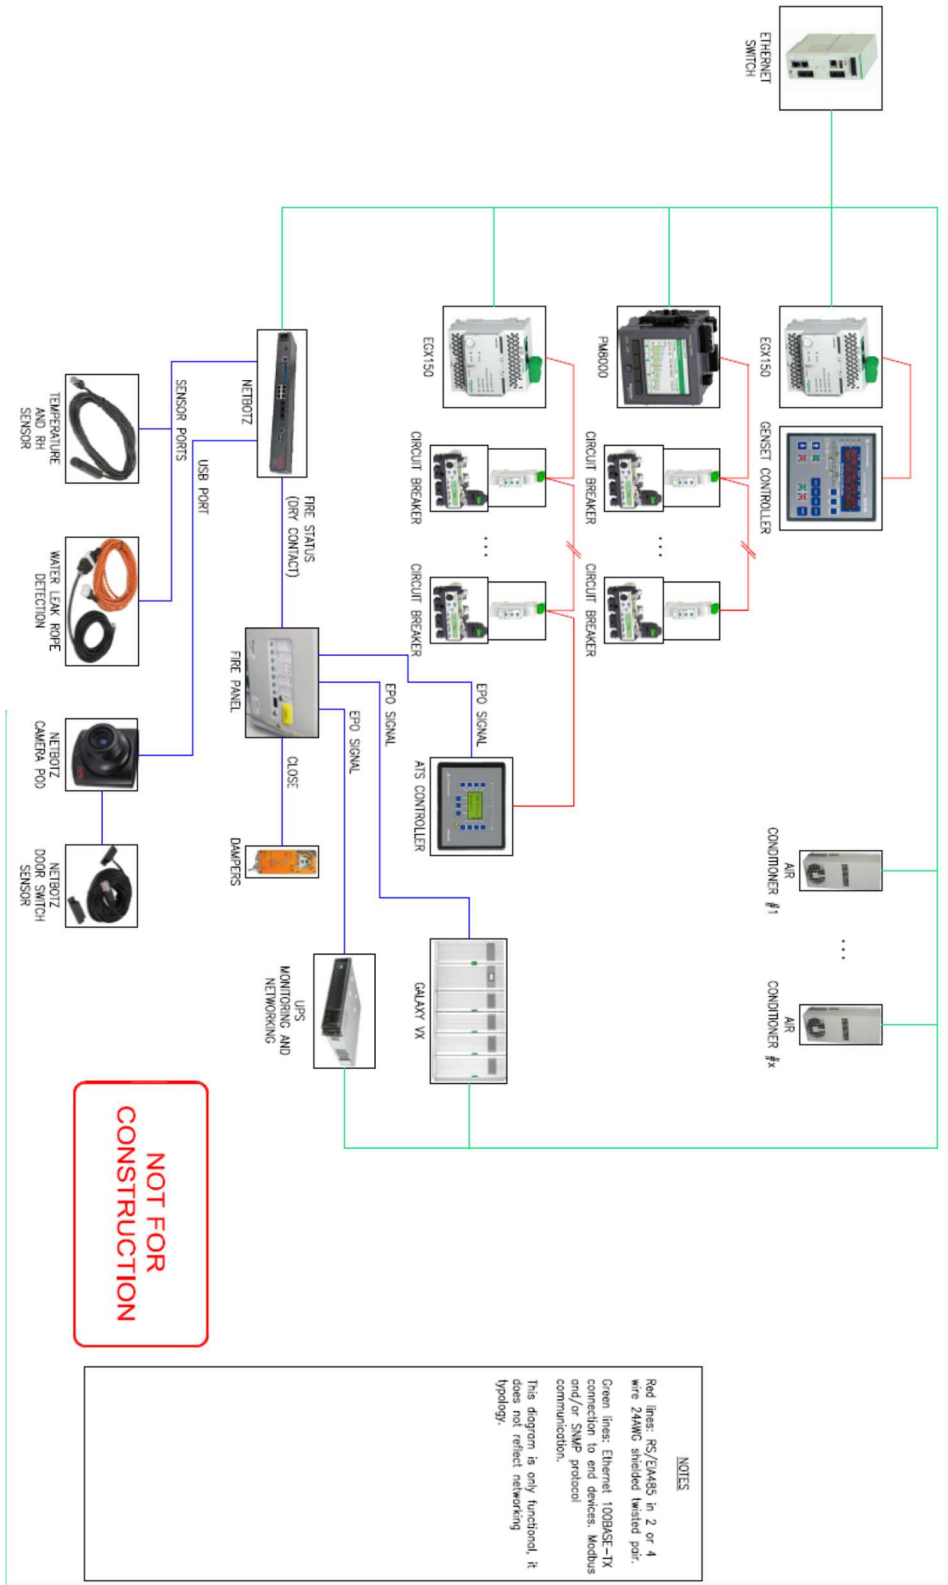 ETHERNET
SWITCH
EGX150
GENSET CONTROLLER
AIR
CONDITIONER #1
...
AIR
CONDITIONER #x
PM8000
CIRCUIT BREAKER
...
CIRCUIT BREAKER
EGX150
CIRCUIT BREAKER
...
CIRCUIT BREAKER
EPO SIGNAL
ATS CONTROLLER
EPO SIGNAL
GALAXY VX
EPO SIGNAL
UPS
MONITORING AND
NETWORKING
NETBOTZ
FIRE STATUS
(DRY CONTACT)
FIRE PANEL
CLOSE
DAMPERS
SENSOR PORTS
USB PORT
TEMPERATURE
AND RH
SENSOR
WATER LEAK ROPE
DETECTION
NETBOTZ
CAMERA POD
NETBOTZ
DOOR SWITCH
SENSOR
NOT FOR
CONSTRUCTION
NOTES
Red lines: RS/EIA485 in 2 or 4
wire 24AWG shielded twisted pair.
Green lines: Ethernet 100BASE-TX
connection to end devices. Modbus
and/or SNMP protocol
communication.
This diagram is only functional, it
does not reflect networking
typology.